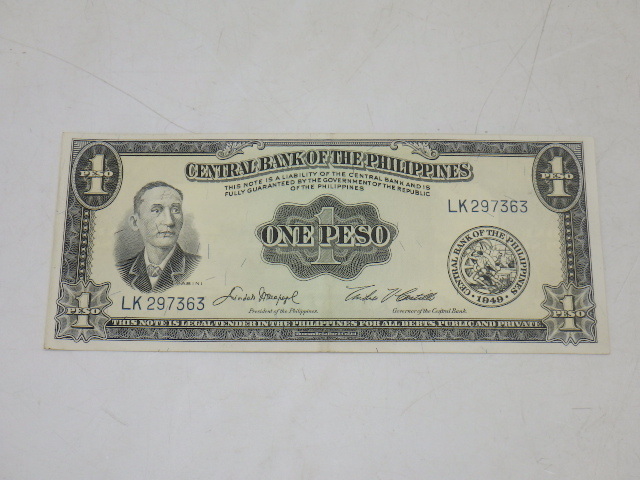 1
PESO
1
PESO
CENTRAL BANK OF THE PHILIPPINES
THIS NOTE IS A LIABILITY OF THE CENTRAL BANK AND IS
FULLY GUARANTEED BY THE GOVERNMENT OF THE REPUBLIC
OF THE PHILIPPINES
LK297363
1
ONE PESO
CENTRAL BANK OF THE PHILIPPINES
1949
MABINI
LK297363
President of the Philippines
Governor of the Central Bank
1
PESO
1
PESO
THIS NOTE IS LEGAL TENDER IN THE PHILIPPINES FOR ALL DEBTS, PUBLIC AND PRIVATE.